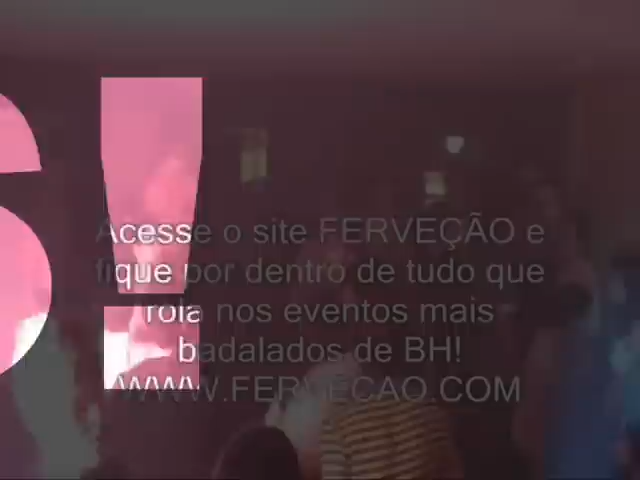 S!
Acesse o site FERVEÇÃO e
fique por dentro de tudo que
rola nos eventos mais
badalados de BH!
WWW.FERVECAO.COM